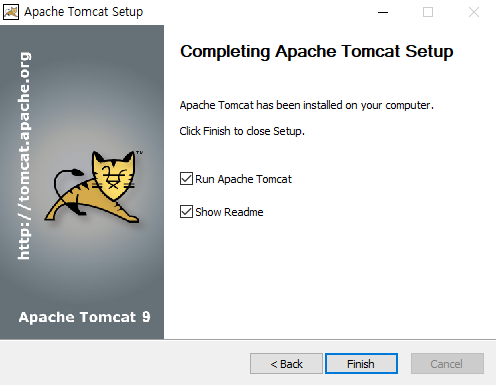 Apache Tomcat Setup
http://tomcat.apache.org
Apache Tomcat 9
Completing Apache Tomcat Setup
Apache Tomcat has been installed on your computer.
Click Finish to close Setup.
Run Apache Tomcat
Show Readme
< Back
Finish
Cancel
TM